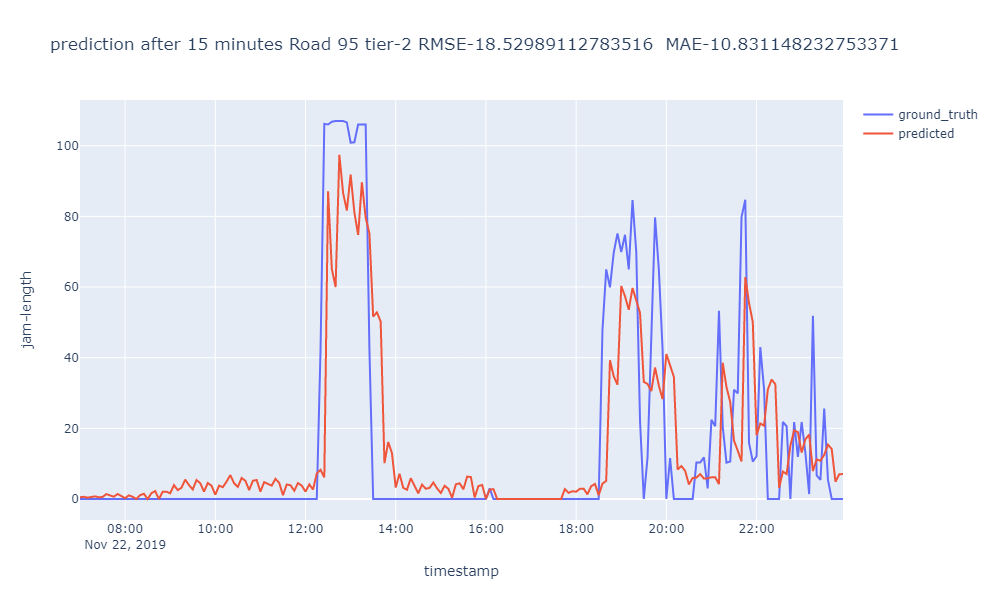 prediction after 15 minutes Road 95 tier-2 RMSE-18.52989112783516  MAE-10.831148232753371
ground_truth
predicted
100
80
60
40
20
0
jam-length
08:00 10:00 12:00 14:00 16:00 18:00 20:00 22:00
Nov 22, 2019
timestamp